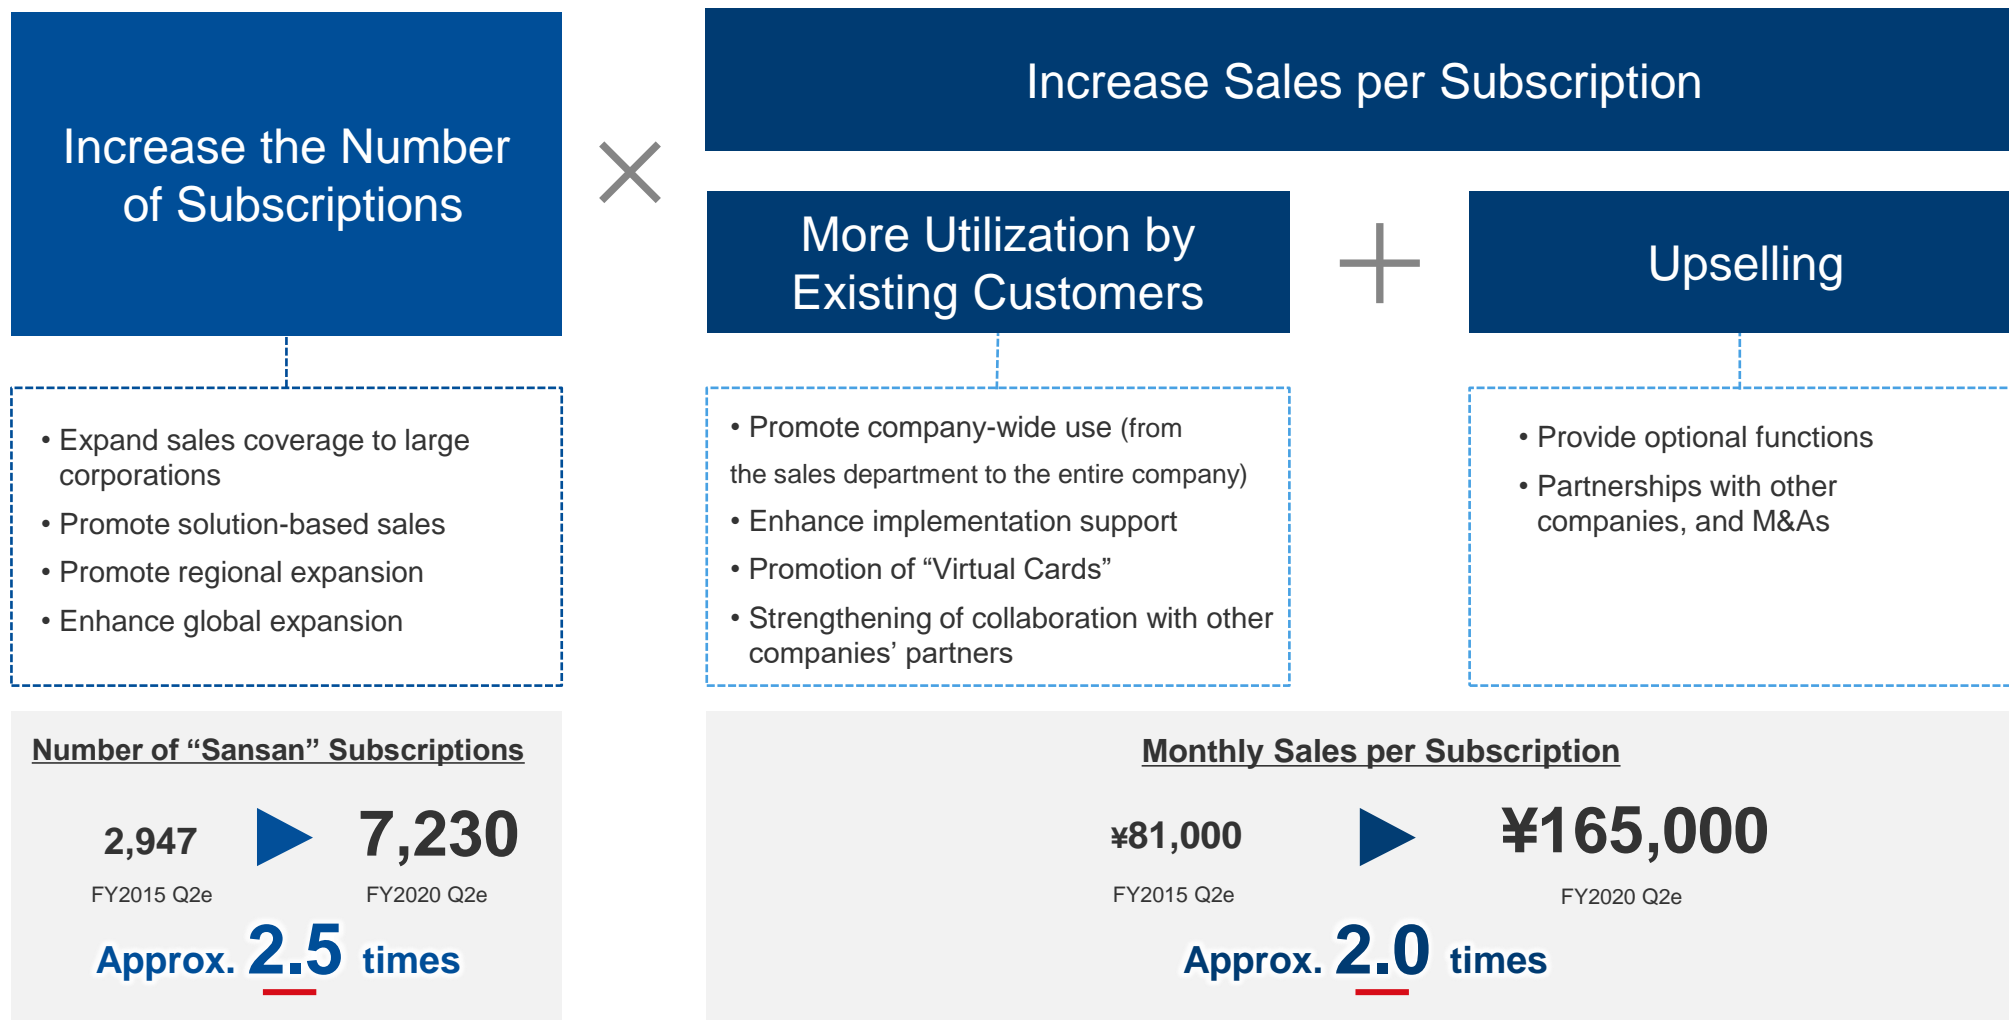 Increase the Number
of Subscriptions
Increase Sales per Subscription
More Utilization by
Existing Customers
Upselling
• Expand sales coverage to large
corporations
• Promote solution-based sales
• Promote regional expansion
• Enhance global expansion
• Promote company-wide use (from
the sales department to the entire company)
• Enhance implementation support
• Promotion of “Virtual Cards”
• Strengthening of collaboration with other
companies’ partners
• Provide optional functions
• Partnerships with other
companies, and M&As
Number of “Sansan” Subscriptions
2,947
7,230
FY2015 Q2e
FY2020 Q2e
Approx. 2.5 times
Monthly Sales per Subscription
¥81,000
¥165,000
FY2015 Q2e
FY2020 Q2e
Approx. 2.0 times